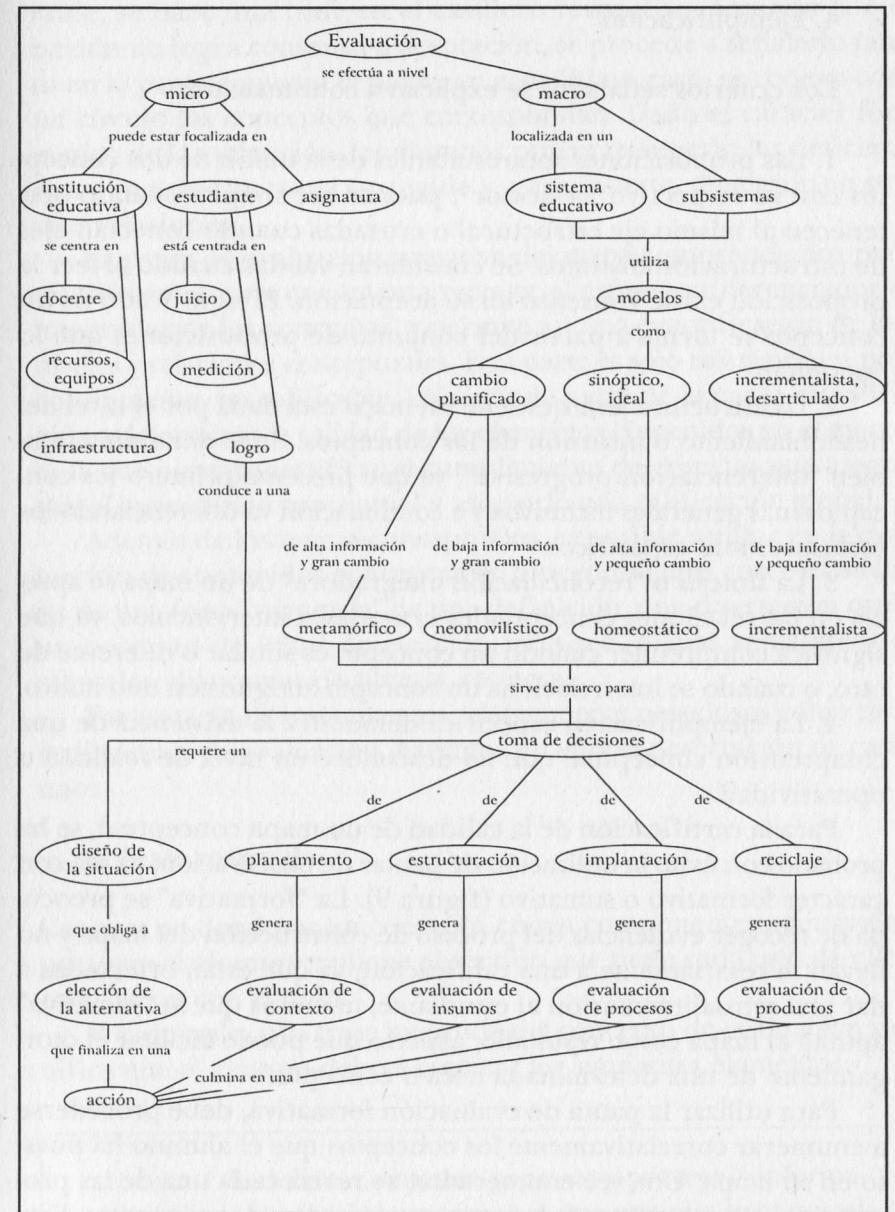 Evaluación
se efectúa a nivel
micro
macro
puede estar focalizada en
localizada en un
institución
educativa
estudiante
asignatura
sistema
educativo
subsistemas
se centra en
está centrada en
utiliza
docente
juicio
modelos
como
recursos,
equipos
medición
cambio
planificado
sinóptico,
ideal
incrementalista,
desarticulado
infraestructura
logro
conduce a una
de alta información
y gran cambio
de baja información
y gran cambio
de alta información
y pequeño cambio
de baja información
y pequeño cambio
metamórfico
neomovilístico
homeostático
incrementalista
sirve de marco para
toma de decisiones
requiere un
de
de
de
de
diseño de
la situación
planeamiento
estructuración
implantación
reciclaje
que obliga a
genera
genera
genera
genera
elección de
la alternativa
evaluación de
contexto
evaluación de
insumos
evaluación
de procesos
evaluación de
productos
que finaliza en una
culmina en una
acción